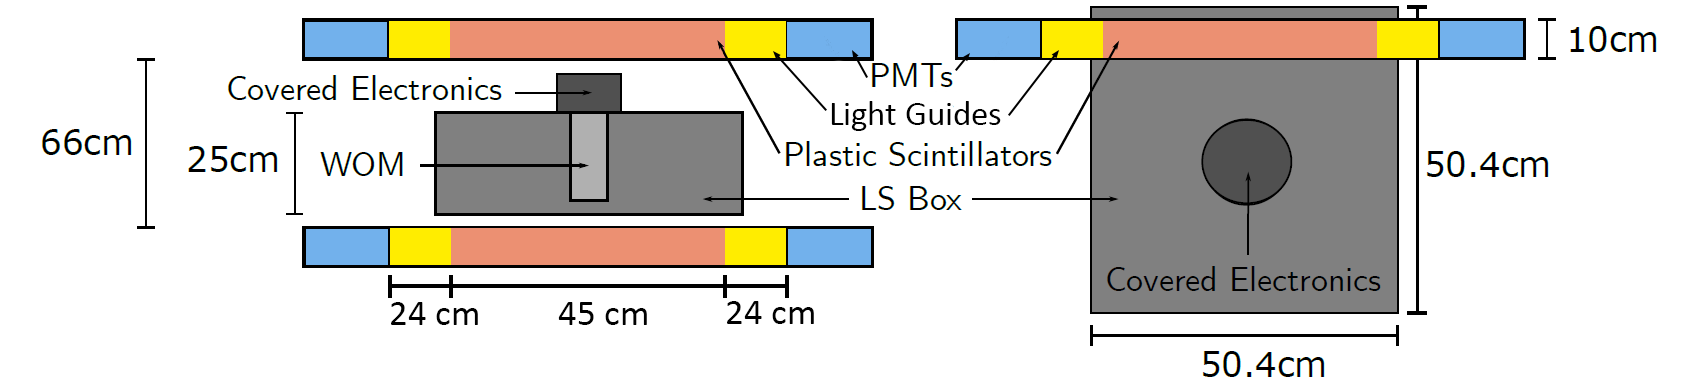 66cm
25cm
Covered Electronics
WOM
24 cm
45 cm
24 cm
PMTs
Light Guides
Plastic Scintillators
LS Box
10cm
50.4cm
Covered Electronics
50.4cm